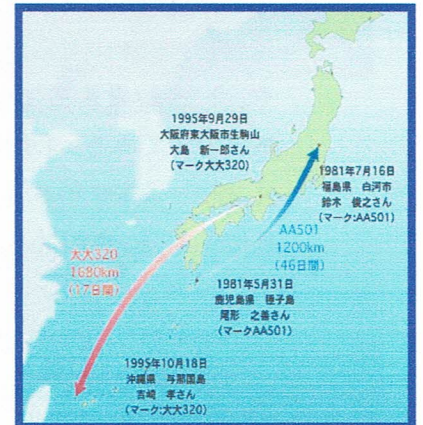 1995年9月29日
大阪府東大阪市生駒山
大島 新一郎さん
(マーク大大320)
1981年7月16日
福島県 白河市
鈴木 俊之さん
(マーク:AA501)
AA501
1200km
(46日間)
大大320
1680km
(17日間)
1981年5月31日
鹿児島県 種子島
尾形 之善さん
(マークAA501)
1995年10月18日
沖縄県 与那国島
吉崎 孝さん
(マーク:大大320)